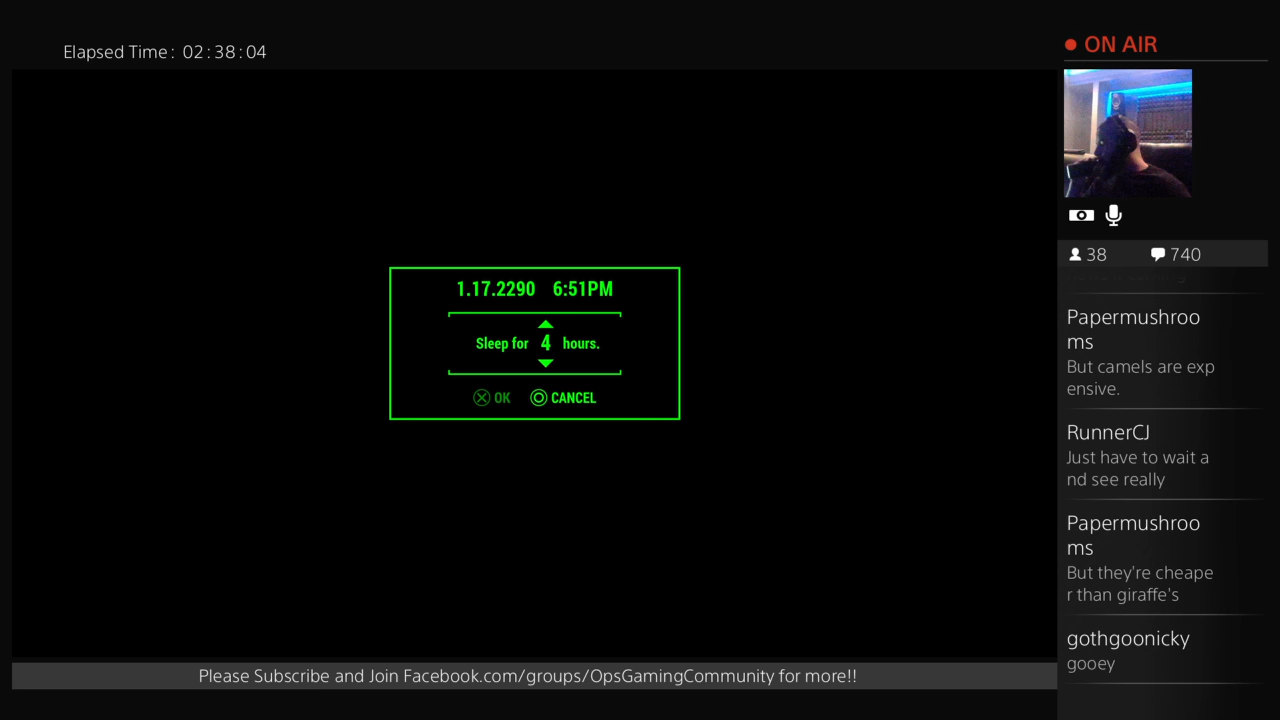 Elapsed Time: 02:38:04
ON AIR
1.17.2290 6:51PM
Sleep for 4 hours.
OK CANCEL
38 740
Papermushroo
ms
But camels are exp
ensive.
RunnerCJ
Just have to wait a
nd see really
Papermushroo
ms
But they're cheape
r than giraffe's
gothgoonicky
gooey
Please Subscribe and Join Facebook.com/groups/OpsGamingCommunity for more!!